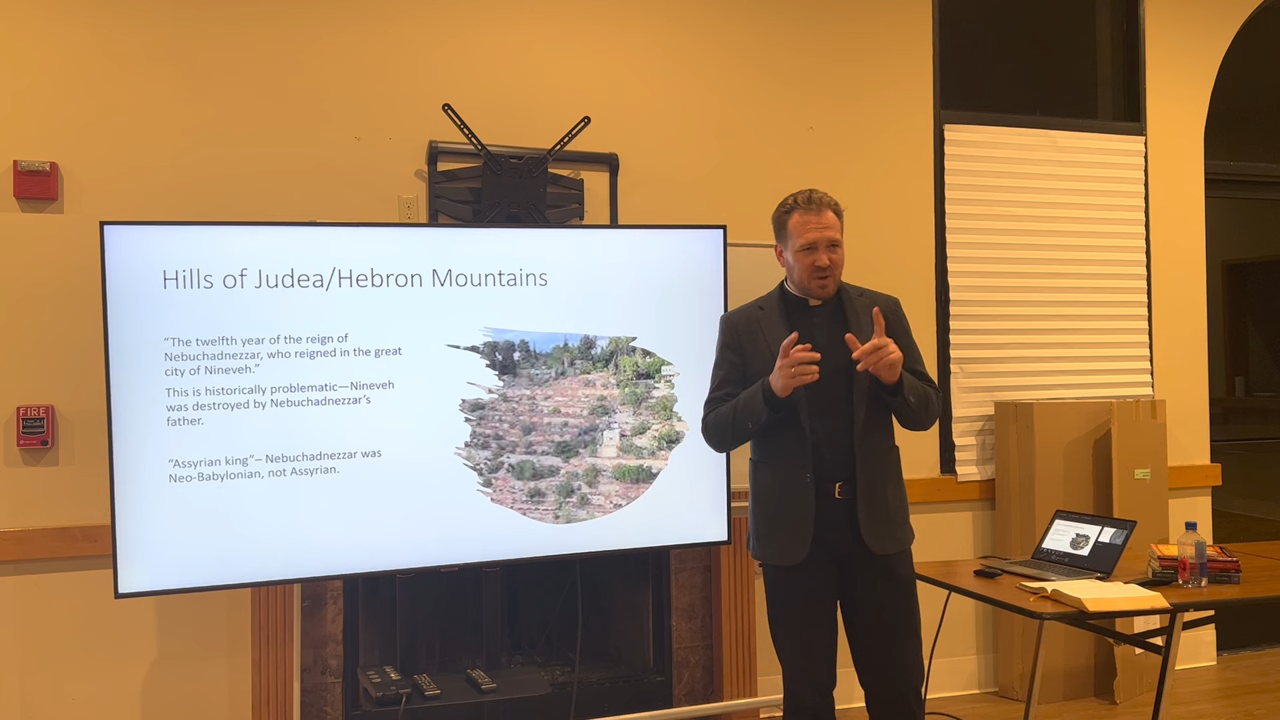 Hills of Judea/Hebron Mountains
“The twelfth year of the reign of
Nebuchadnezzar, who reigned in the great
city of Nineveh.”
This is historically problematic—Nineveh
was destroyed by Nebuchadnezzar’s
father.
“Assyrian king”– Nebuchadnezzar was
Neo-Babylonian, not Assyrian.
FIRE